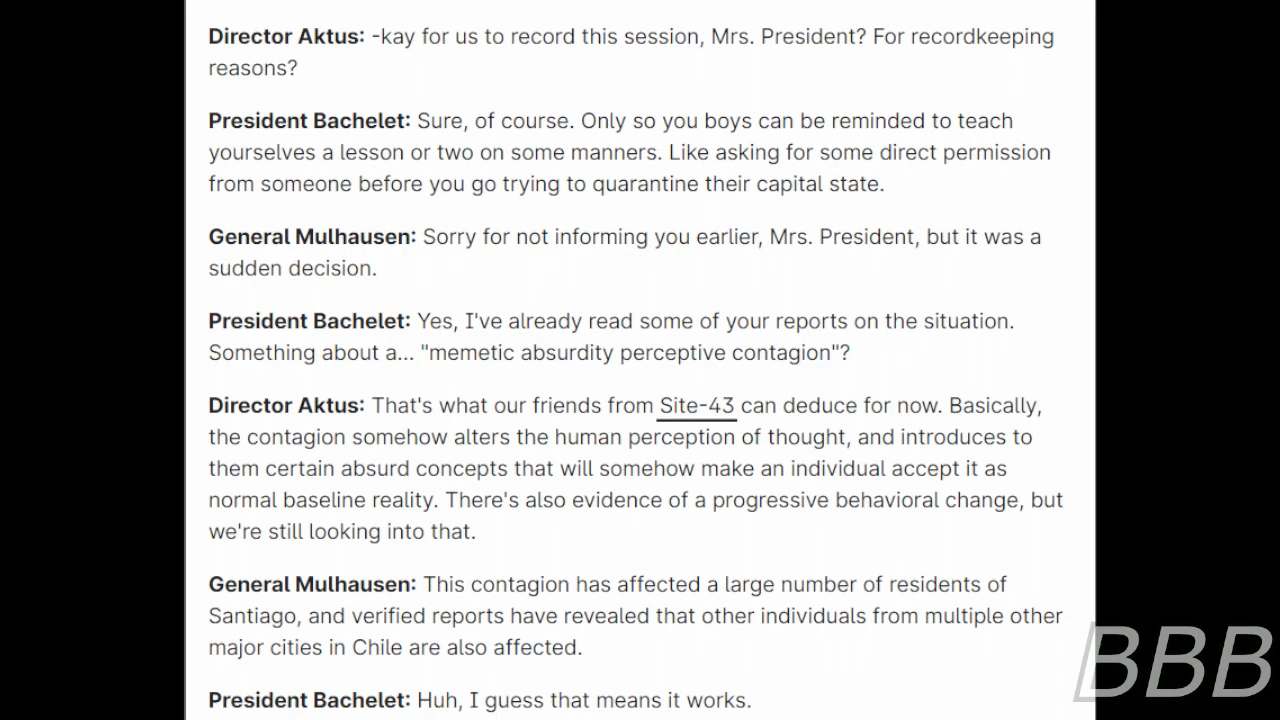 Director Aktus: -kay for us to record this session, Mrs. President? For recordkeeping
reasons?
President Bachelet: Sure, of course. Only so you boys can be reminded to teach
yourselves a lesson or two on some manners. Like asking for some direct permission
from someone before you go trying to quarantine their capital state.
General Mulhausen: Sorry for not informing you earlier, Mrs. President, but it was a
sudden decision.
President Bachelet: Yes, I've already read some of your reports on the situation.
Something about a... "memetic absurdity perceptive contagion"?
Director Aktus: That's what our friends from Site-43 can deduce for now. Basically,
the contagion somehow alters the human perception of thought, and introduces to
them certain absurd concepts that will somehow make an individual accept it as
normal baseline reality. There's also evidence of a progressive behavioral change, but
we're still looking into that.
General Mulhausen: This contagion has affected a large number of residents of
Santiago, and verified reports have revealed that other individuals from multiple other
major cities in Chile are also affected.
President Bachelet: Huh, I guess that means it works.
BBB